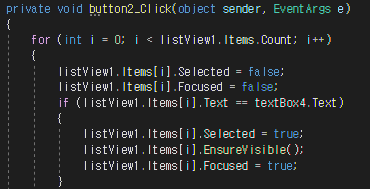 private void button2_Click(object sender, EventArgs e)
{
for (int i = 0; i < listView1.Items.Count; i++)
{
listView1.Items[i].Selected = false;
listView1.Items[i].Focused = false;
if (listView1.Items[i].Text == textBox4.Text)
{
listView1.Items[i].Selected = true;
listView1.Items[i].EnsureVisible();
listView1.Items[i].Focused = true;
}